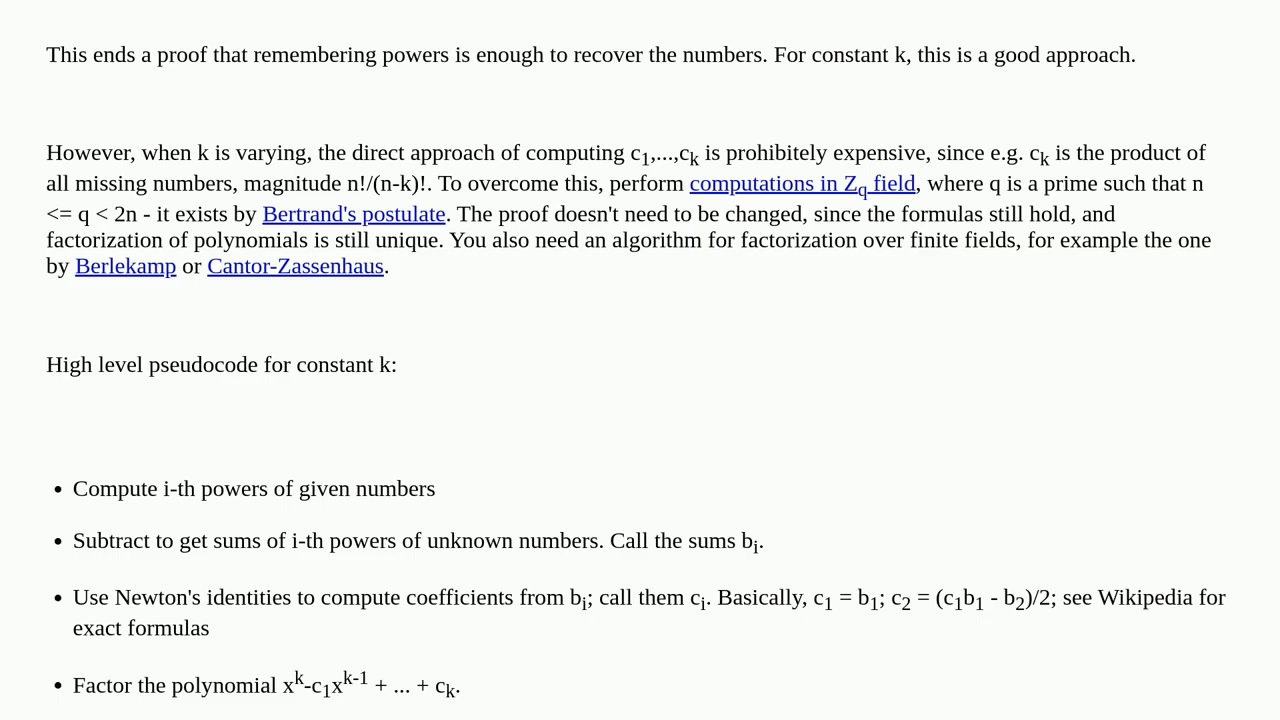 This ends a proof that remembering powers is enough to recover the numbers. For constant k, this is a good approach.
However, when k is varying, the direct approach of computing c1,...,ck is prohibitely expensive, since e.g. ck is the product of
all missing numbers, magnitude n!/(n-k)!. To overcome this, perform computations in Zq field, where q is a prime such that n
<= q < 2n - it exists by Bertrand's postulate. The proof doesn't need to be changed, since the formulas still hold, and
factorization of polynomials is still unique. You also need an algorithm for factorization over finite fields, for example the one
by Berlekamp or Cantor-Zassenhaus.
High level pseudocode for constant k:
• Compute i-th powers of given numbers
• Subtract to get sums of i-th powers of unknown numbers. Call the sums bi.
• Use Newton's identities to compute coefficients from bi; call them ci. Basically, c1 = b1; c2 = (c1b1 - b2)/2; see Wikipedia for
exact formulas
• Factor the polynomial x^k-c1x^k-1 + ... + ck.